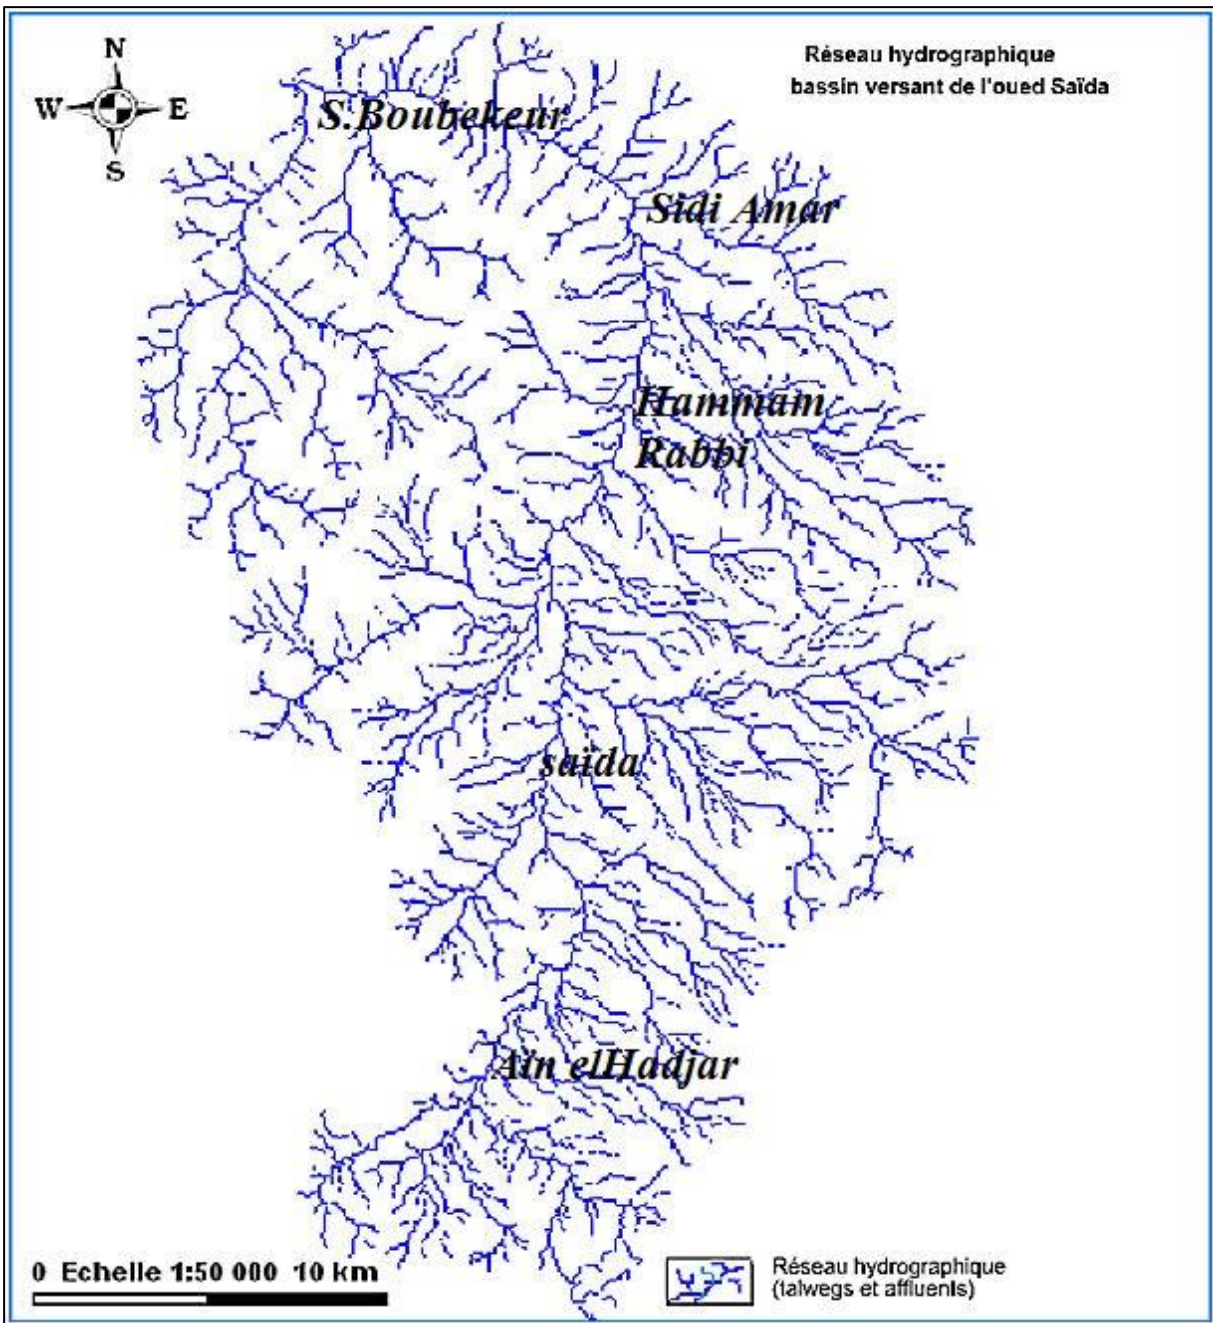 N
W E
S
Réseau hydrographique
bassin versant de l'oued Saïda
S.Boubekeur
Sidi Amar
Hammam
Rabbi
saïda
Ain elHadjar
0 Echelle 1:50 000 10 km
Réseau hydrographique
(talwegs et affluents)